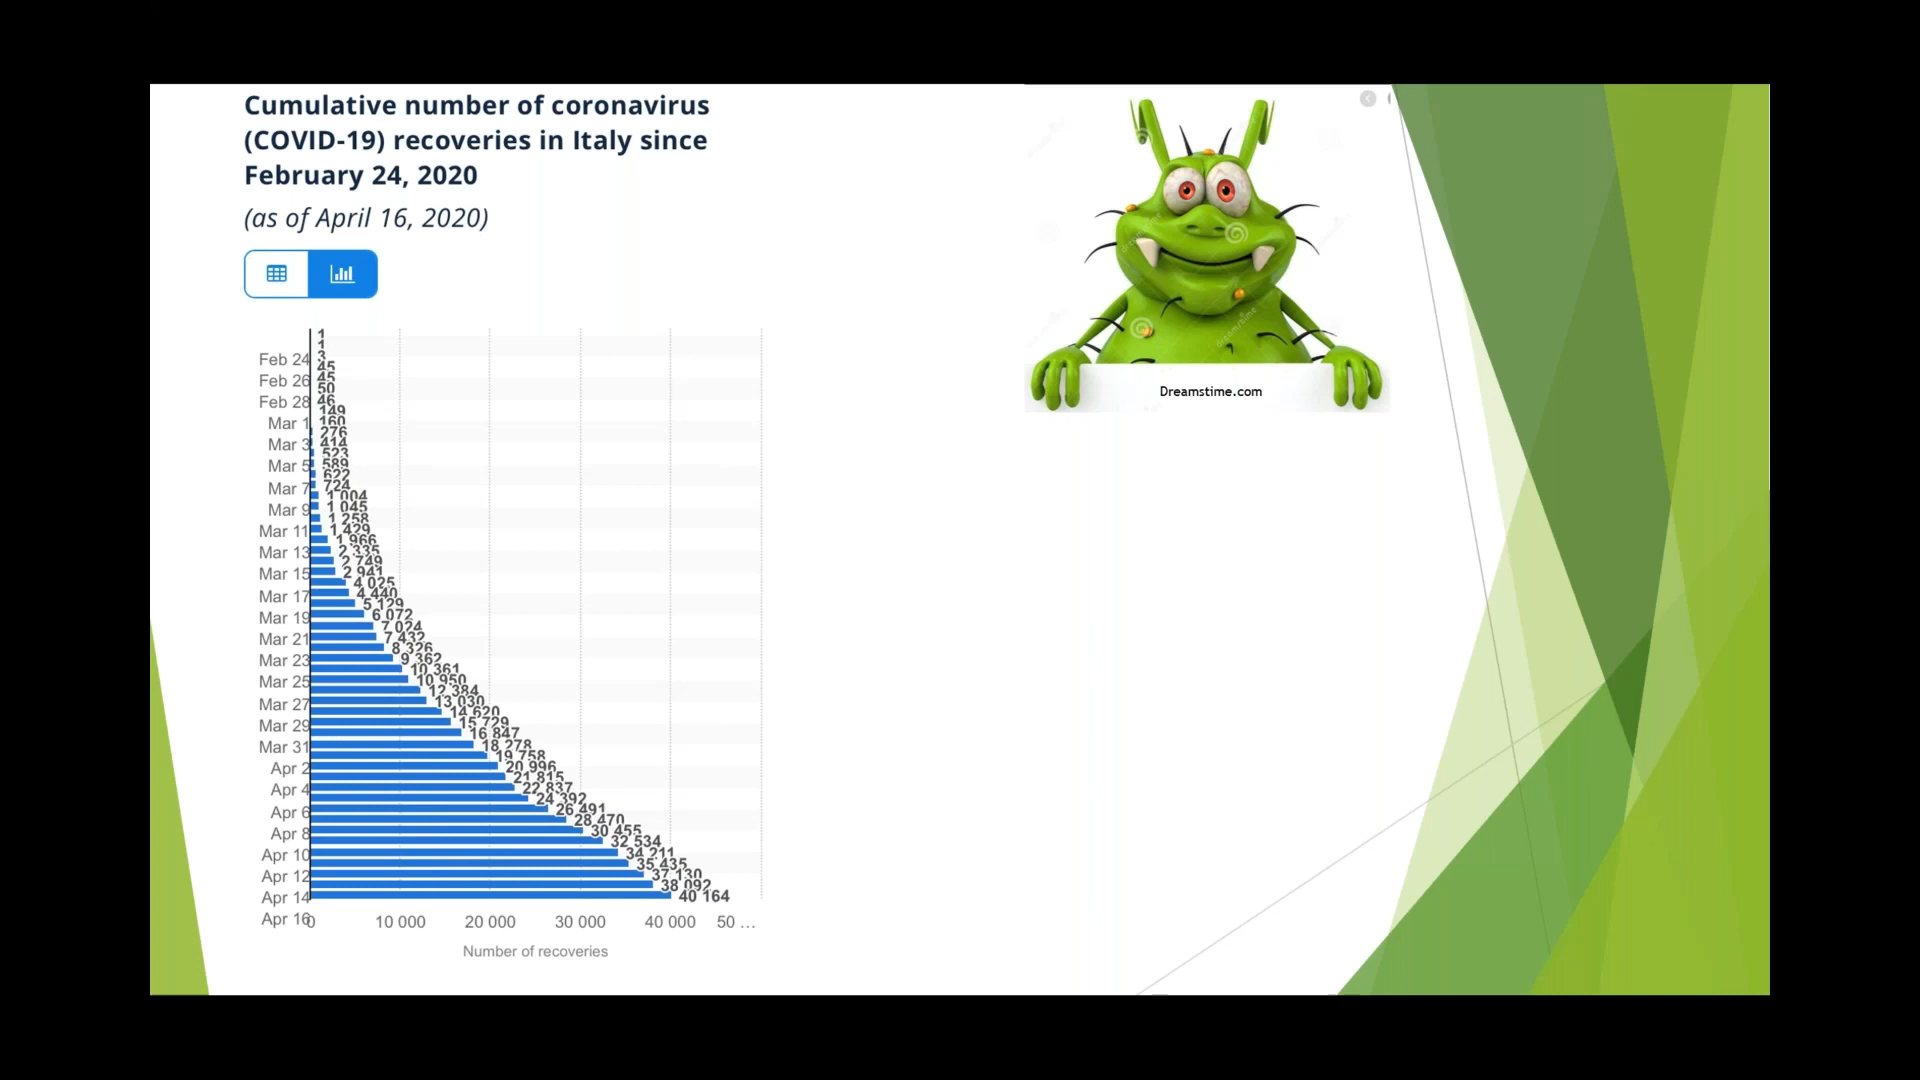 Cumulative number of coronavirus
(COVID-19) recoveries in Italy since
February 24, 2020
(as of April 16, 2020)
1
1
Feb 24 3
45
Feb 26 45
50
Feb 28 46
149
Mar 1 160
276
Mar 3 414
523
Mar 5 589
622
Mar 7 724
1 004
Mar 9 1 045
1 258
Mar 11 1 429
1 966
Mar 13 2 335
2 749
Mar 15 2 941
4 025
Mar 17 4 440
5 129
Mar 19 6 072
7 024
Mar 21 7 432
8 326
Mar 23 9 362
10 361
Mar 25 10 950
12 384
Mar 27 13 030
14 620
Mar 29 15 729
16 847
Mar 31 18 278
19 758
Apr 2 20 996
21 815
Apr 4 22 837
24 392
Apr 6 26 491
28 470
Apr 8 30 455
32 534
Apr 10 34 211
35 435
Apr 12 37 130
38 092
Apr 14 40 164
Apr 16
0 10 000 20 000 30 000 40 000 50 …
Number of recoveries
Dreamstime.com